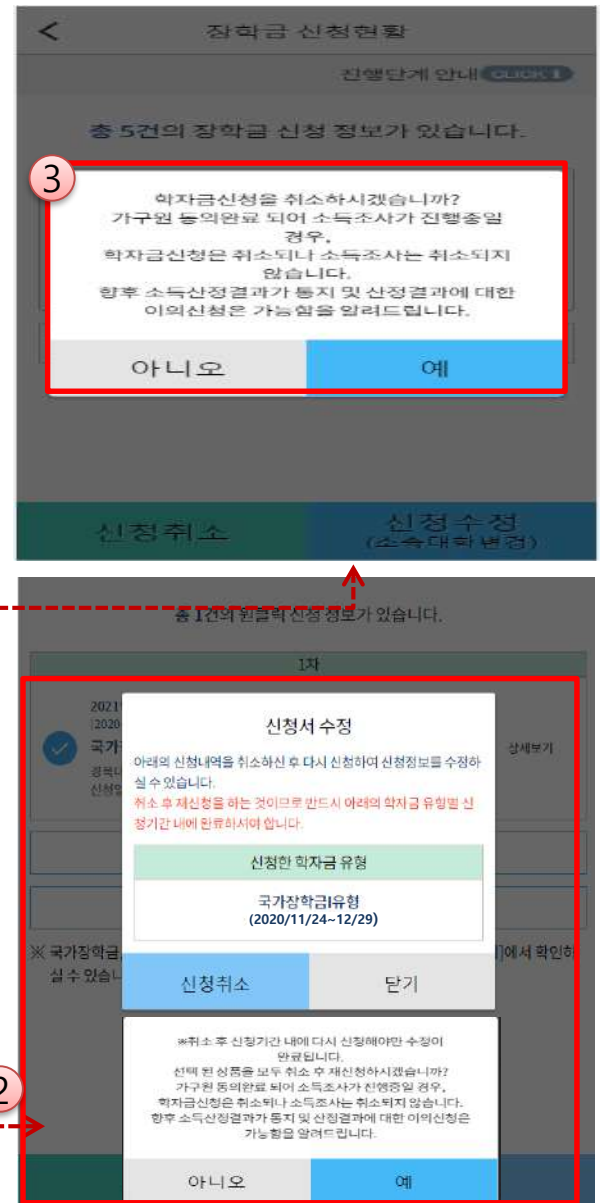 장학금 신청현황
진행단계 안내 CLICK !
총 5건의 장학금 신청 정보가 있습니다.
3
학자금신청을 취소하시겠습니까?
가구원 동의완료 되어 소득조사가 진행중일
경우,
학자금신청은 취소되나 소득조사는 취소되지
않습니다.
향후 소득산정결과가 통지 및 산정결과에 대한
이의신청은 가능함을 알려드립니다.
아니오
예
신청취소
신청수정
(소속대학변경)
총 1건의 원클릭 신청 정보가 있습니다.
1차
2021
(2020
국가
경북대
신청일
상세보기
신청서 수정
아래의 신청내역을 취소하신 후 다시 신청하여 신청정보를 수정하
실 수 있습니다.
취소 후 재신청을 하는 것이므로 반드시 아래의 학자금 유형별 신
청기간 내에 완료하셔야 합니다.
신청한 학자금 유형
국가장학금I유형
(2020/11/24~12/29)
※ 국가장학금
]에서 확인하
실 수 있습니
신청취소
닫기
※취소 후 신청기간 내에 다시 신청해야만 수정이
완료됩니다.
선택 된 상품을 모두 취소 후 재신청하시겠습니까?
가구원 동의완료 되어 소득조사가 진행중일 경우,
학자금신청은 취소되나 소득조사는 취소되지 않습니다.
향후 소득산정결과가 통지 및 산정결과에 대한 이의신청은
가능함을 알려드립니다.
2
아니오
예